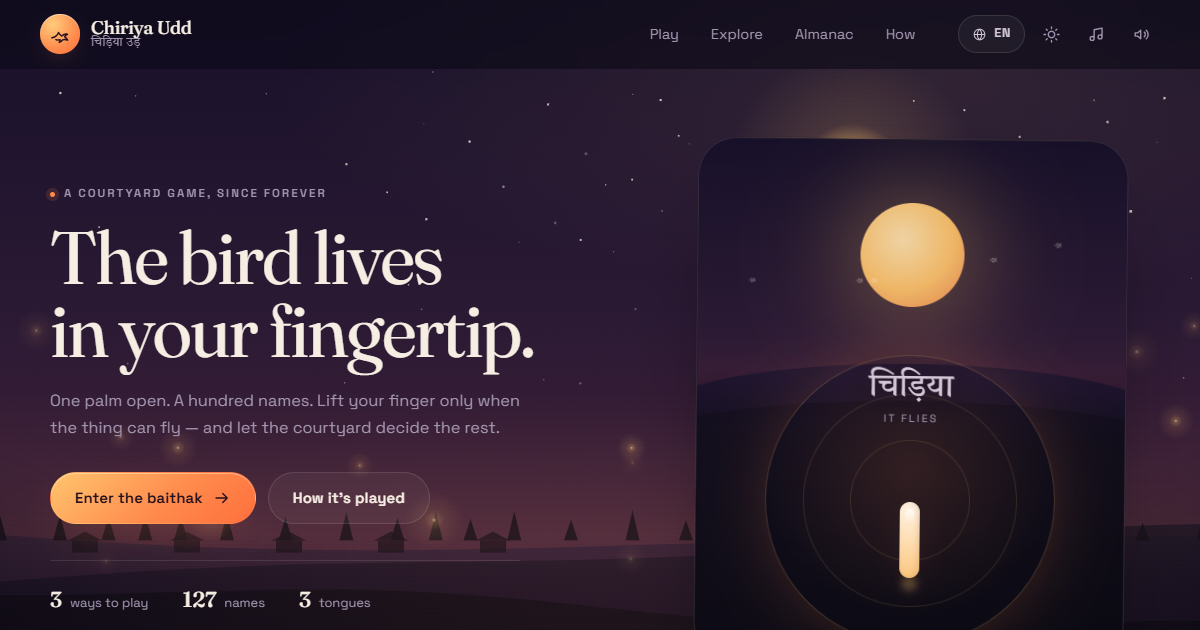 Chiriya Udd
चिड़िया उड़
Play Explore Almanac How EN
A COURTYARD GAME, SINCE FOREVER
The bird lives
in your fingertip.
One palm open. A hundred names. Lift your finger only when
the thing can fly — and let the courtyard decide the rest.
Enter the baithak → How it's played
3 ways to play 127 names 3 tongues
चिड़िया
IT FLIES